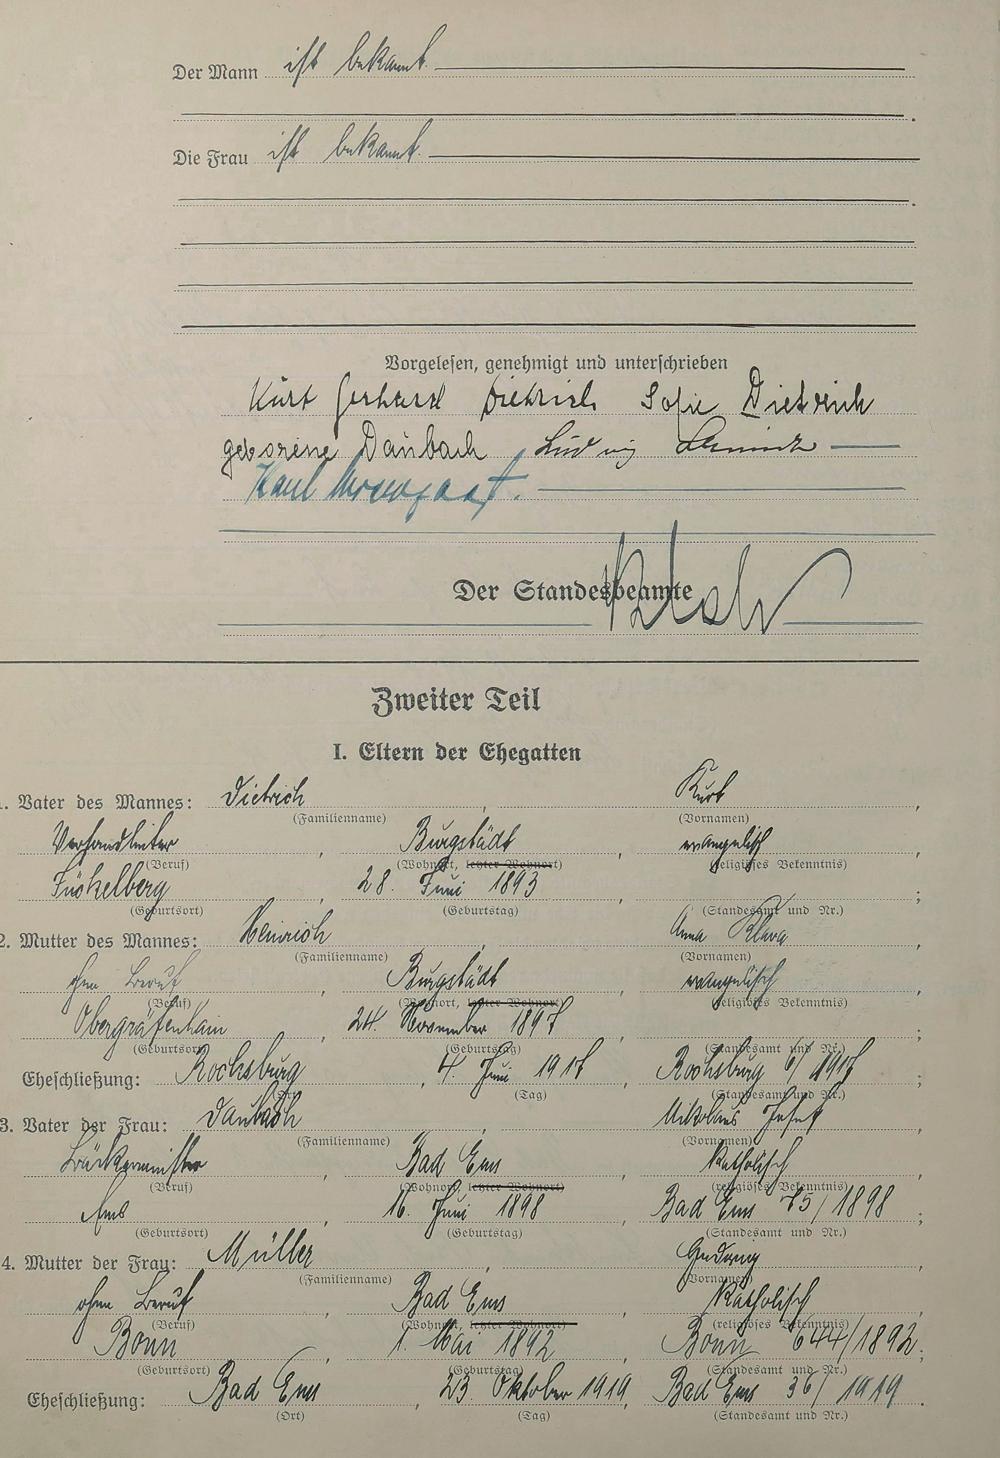 Der Mann ist bekannt.
Die Frau ist bekannt.
Vorgelesen, genehmigt und unterschrieben
Kurt Gerhard Dietrich Sofie Dietrich
geborene Daubach Ludwig
Karl
Der Standesbeamte
Zweiter Teil
I. Eltern der Ehegatten
1. Vater des Mannes: Dietrich, Kurt,
(Familienname) (Vornamen)
Burgstädt, evangelisch
(Beruf) (Wohnort, letzter Wohnort) (religiöses Bekenntnis)
28. Juni 1893;
(Geburtsort) (Geburtstag) (Standesamt und Nr.)
2. Mutter des Mannes: Heinrich, Anna Klara,
(Familienname) (Vornamen)
ohne Beruf, Burgstädt, evangelisch
(Beruf) (Wohnort, letzter Wohnort) (religiöses Bekenntnis)
Obergräfenhain, 24. November 1897;
(Geburtsort) (Geburtstag) (Standesamt und Nr.)
Eheschließung: Rochsburg, 4. Juni 1917 Rochsburg 6/1917
(Ort) (Tag) (Standesamt und Nr.)
3. Vater der Frau: Daubach, Nikolaus Josef,
(Familienname) (Vornamen)
Bäckermeister, Bad Ems, katholisch
(Beruf) (Wohnort, letzter Wohnort) (religiöses Bekenntnis)
Ems, 16. Juni 1898, Bad Ems 75/1898;
(Geburtsort) (Geburtstag) (Standesamt und Nr.)
4. Mutter der Frau: Müller,
(Familienname) (Vornamen)
ohne Beruf, Bad Ems, katholisch
(Beruf) (Wohnort, letzter Wohnort) (religiöses Bekenntnis)
Bonn, 1. Mai 1892, Bonn 644/1892;
(Geburtsort) (Geburtstag) (Standesamt und Nr.)
Eheschließung: Bad Ems, 23. Oktober 1919, Bad Ems 36/1919
(Ort) (Tag) (Standesamt und Nr.)